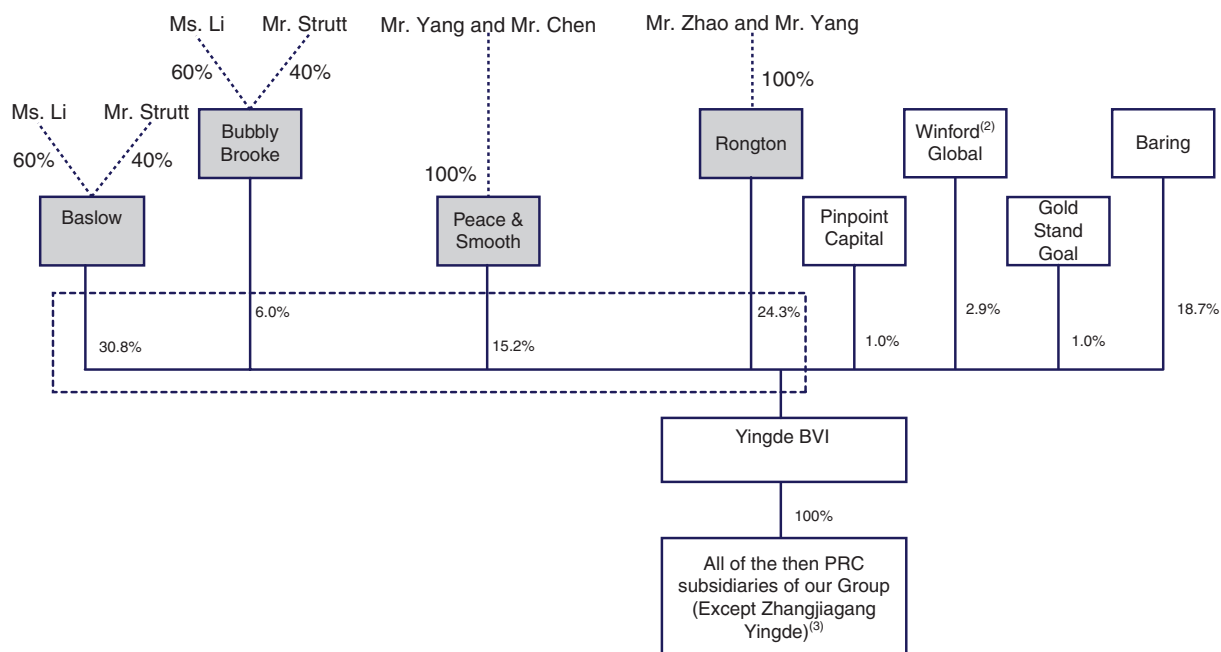 Ms. Li
Mr. Strutt
Mr. Yang and Mr. Chen
Mr. Zhao and Mr. Yang
60%
40%
100%
Ms. Li
Mr. Strutt
60%
40%
Bubbly
Brooke
Rongton
Winford(2)
Global
Baring
100%
Baslow
Peace &
Smooth
Pinpoint
Capital
Gold
Stand
Goal
6.0%
24.3%
2.9%
18.7%
30.8%
15.2%
1.0%
1.0%
Yingde BVI
100%
All of the then PRC
subsidiaries of our Group
(Except Zhangjiagang
Yingde)(3)